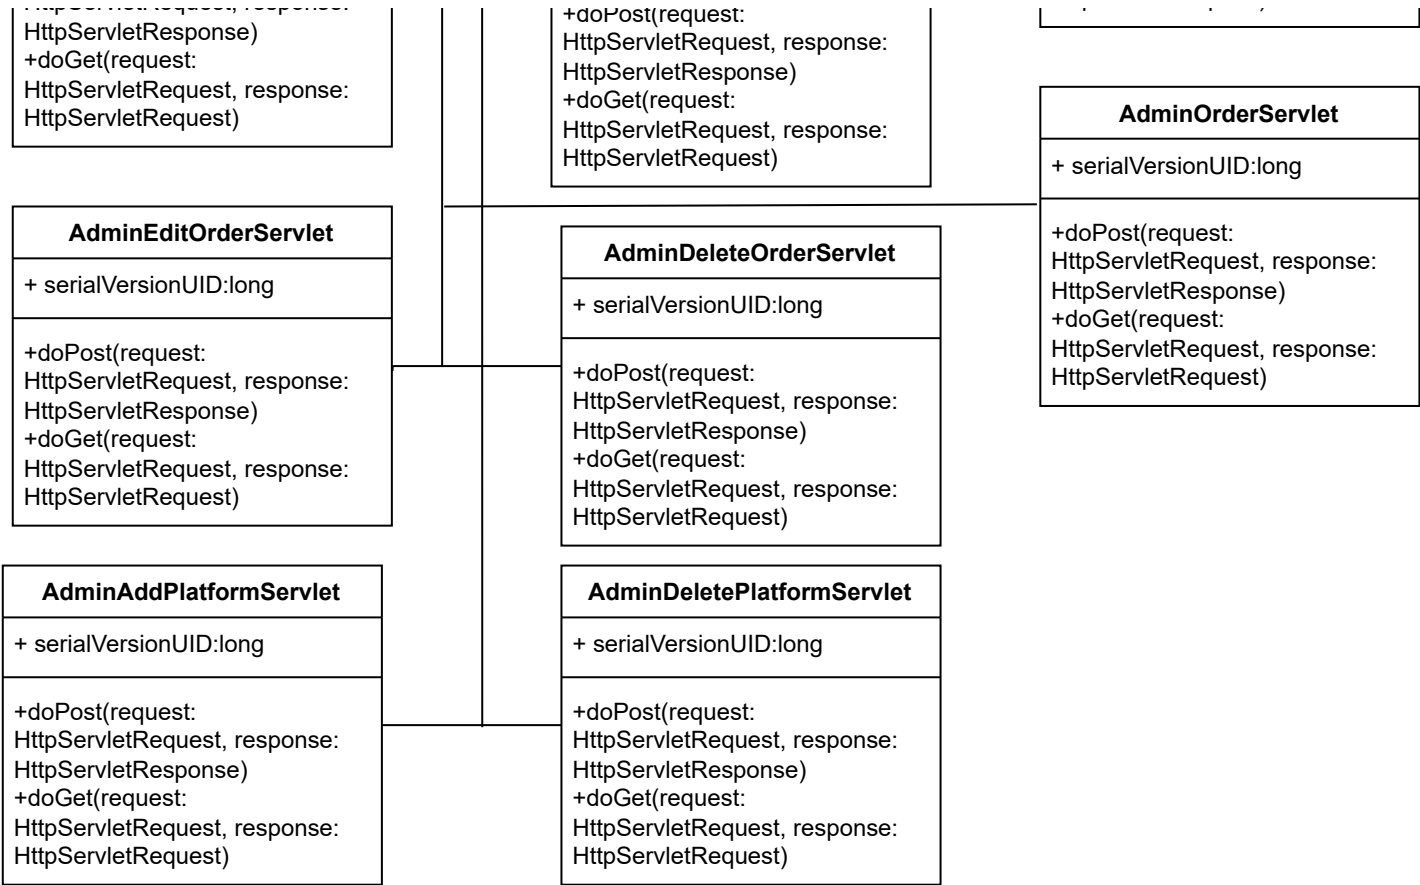 HttpServletRequest, response:
HttpServletResponse)
+doGet(request:
HttpServletRequest, response:
HttpServletRequest)
+doPost(request:
HttpServletRequest, response:
HttpServletResponse)
+doGet(request:
HttpServletRequest, response:
HttpServletRequest)
AdminOrderServlet
+ serialVersionUID:long
+doPost(request:
HttpServletRequest, response:
HttpServletResponse)
+doGet(request:
HttpServletRequest, response:
HttpServletRequest)
AdminEditOrderServlet
+ serialVersionUID:long
+doPost(request:
HttpServletRequest, response:
HttpServletResponse)
+doGet(request:
HttpServletRequest, response:
HttpServletRequest)
AdminDeleteOrderServlet
+ serialVersionUID:long
+doPost(request:
HttpServletRequest, response:
HttpServletResponse)
+doGet(request:
HttpServletRequest, response:
HttpServletRequest)
AdminAddPlatformServlet
+ serialVersionUID:long
+doPost(request:
HttpServletRequest, response:
HttpServletResponse)
+doGet(request:
HttpServletRequest, response:
HttpServletRequest)
AdminDeletePlatformServlet
+ serialVersionUID:long
+doPost(request:
HttpServletRequest, response:
HttpServletResponse)
+doGet(request:
HttpServletRequest, response:
HttpServletRequest)